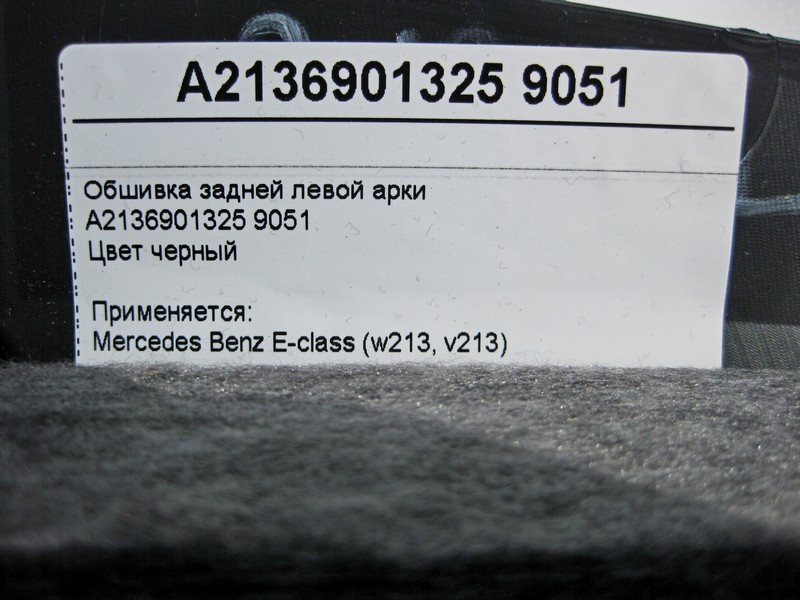 A2136901325 9051
Обшивка задней левой арки
A2136901325 9051
Цвет черный
Применяется:
Mercedes Benz E-class (w213, v213)